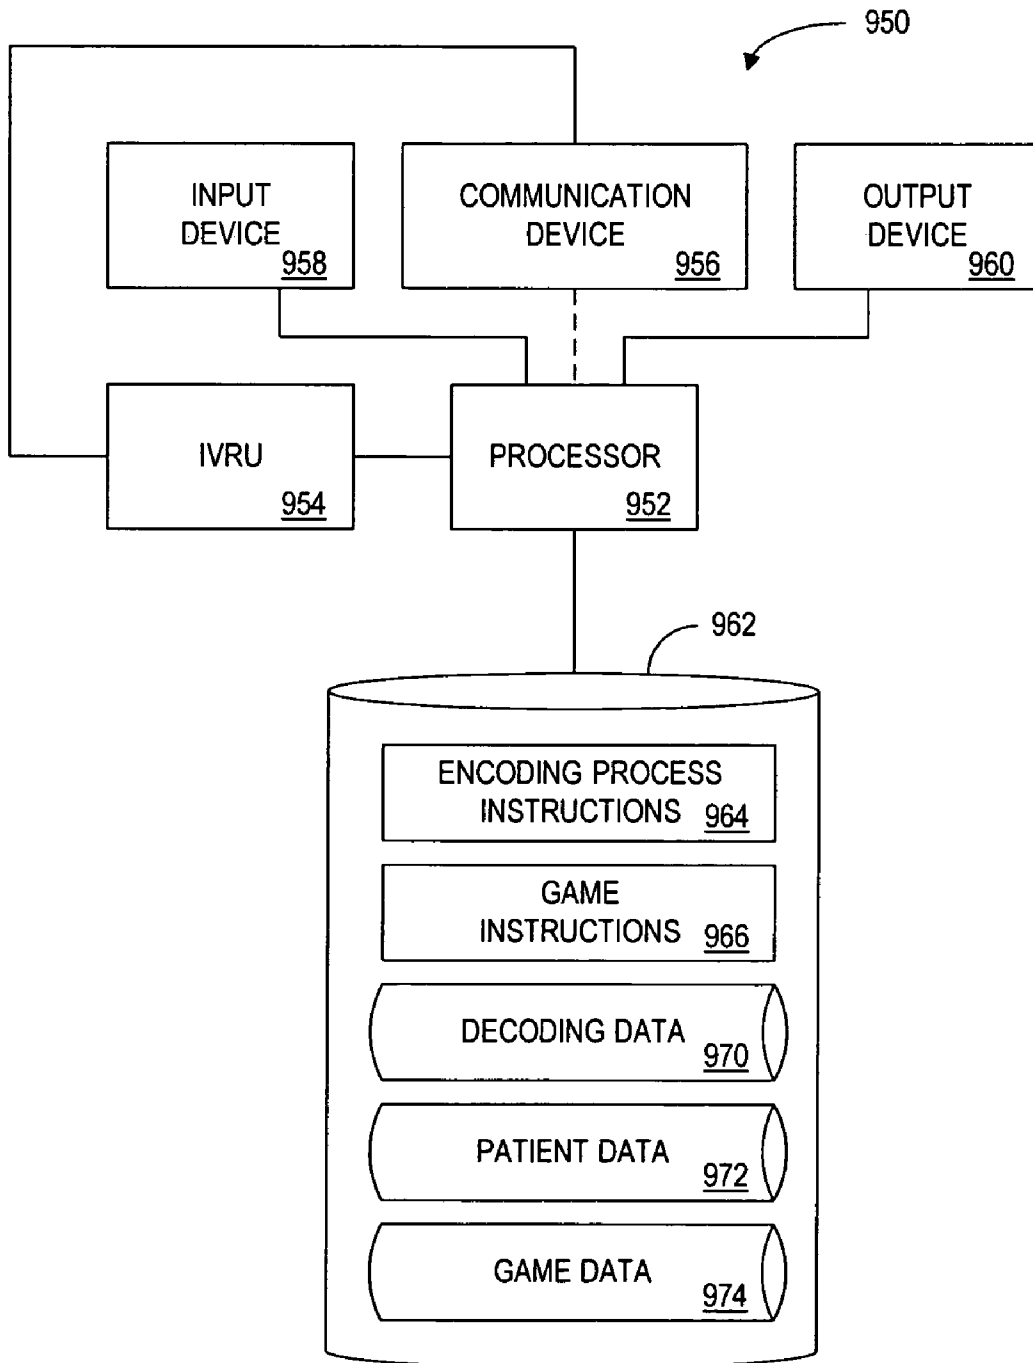 950
INPUT
DEVICE
958
COMMUNICATION
DEVICE
956
OUTPUT
DEVICE
960
IVRU
954
PROCESSOR
952
962
ENCODING PROCESS
INSTRUCTIONS
964
GAME
INSTRUCTIONS
966
DECODING DATA
970
PATIENT DATA
972
GAME DATA
974